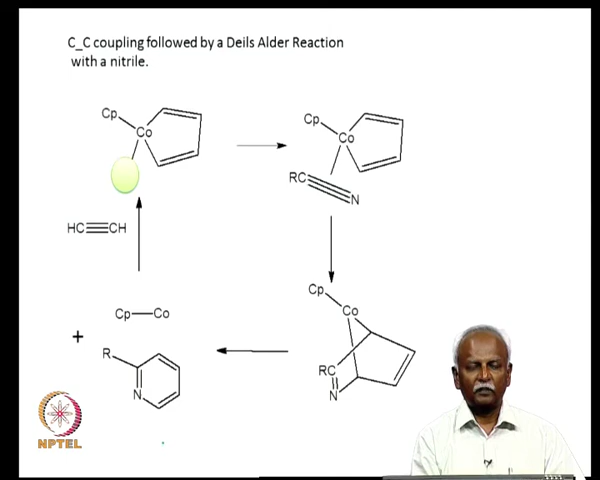 C_C coupling followed by a Deils Alder Reaction
with a nitrile.
Cp
Co
Cp
Co
RC
N
HC CH
Cp
Co
RC
N
Cp—Co
+
R
N
NPTEL